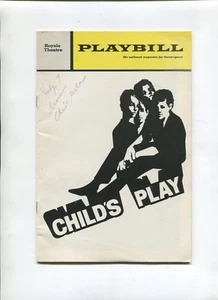 Royale
Theatre
PLAYBILL
the national magazine for theatregoers
CHILD'S PLAY